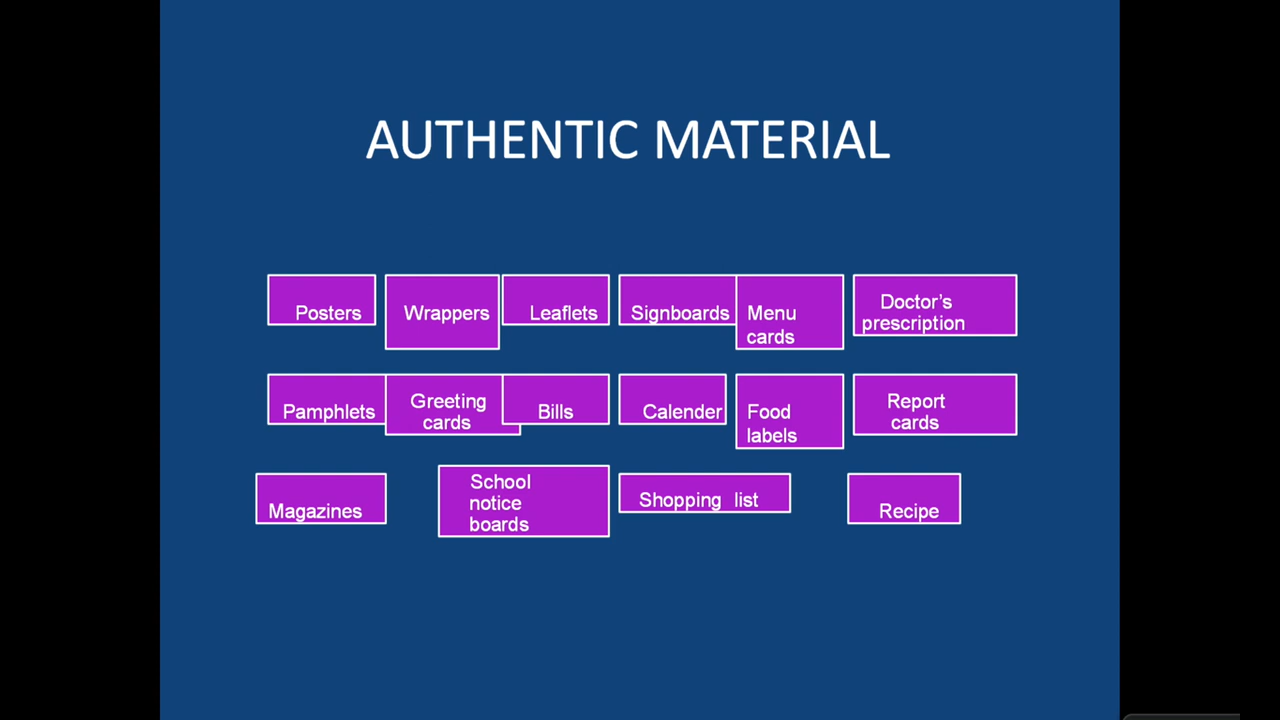 AUTHENTIC MATERIAL
Posters
Wrappers
Leaflets
Signboards
Menu
cards
Doctor’s
prescription
Pamphlets
Greeting
cards
Bills
Calender
Food
labels
Report
cards
Magazines
School
notice
boards
Shopping list
Recipe